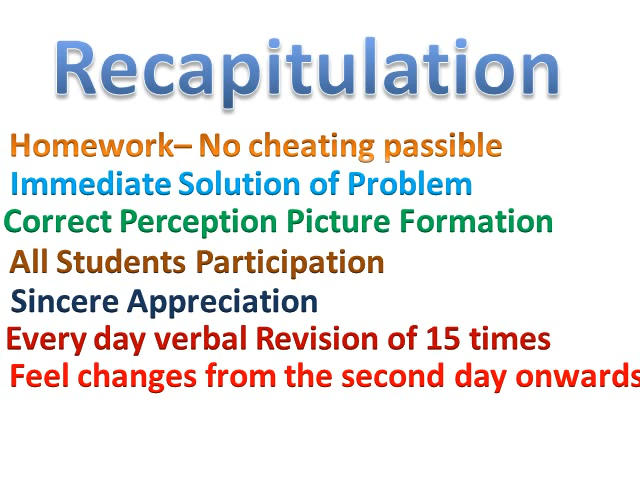 Recapitulation
Homework– No cheating passible
Immediate Solution of Problem
Correct Perception Picture Formation
All Students Participation
Sincere Appreciation
Every day verbal Revision of 15 times
Feel changes from the second day onwards